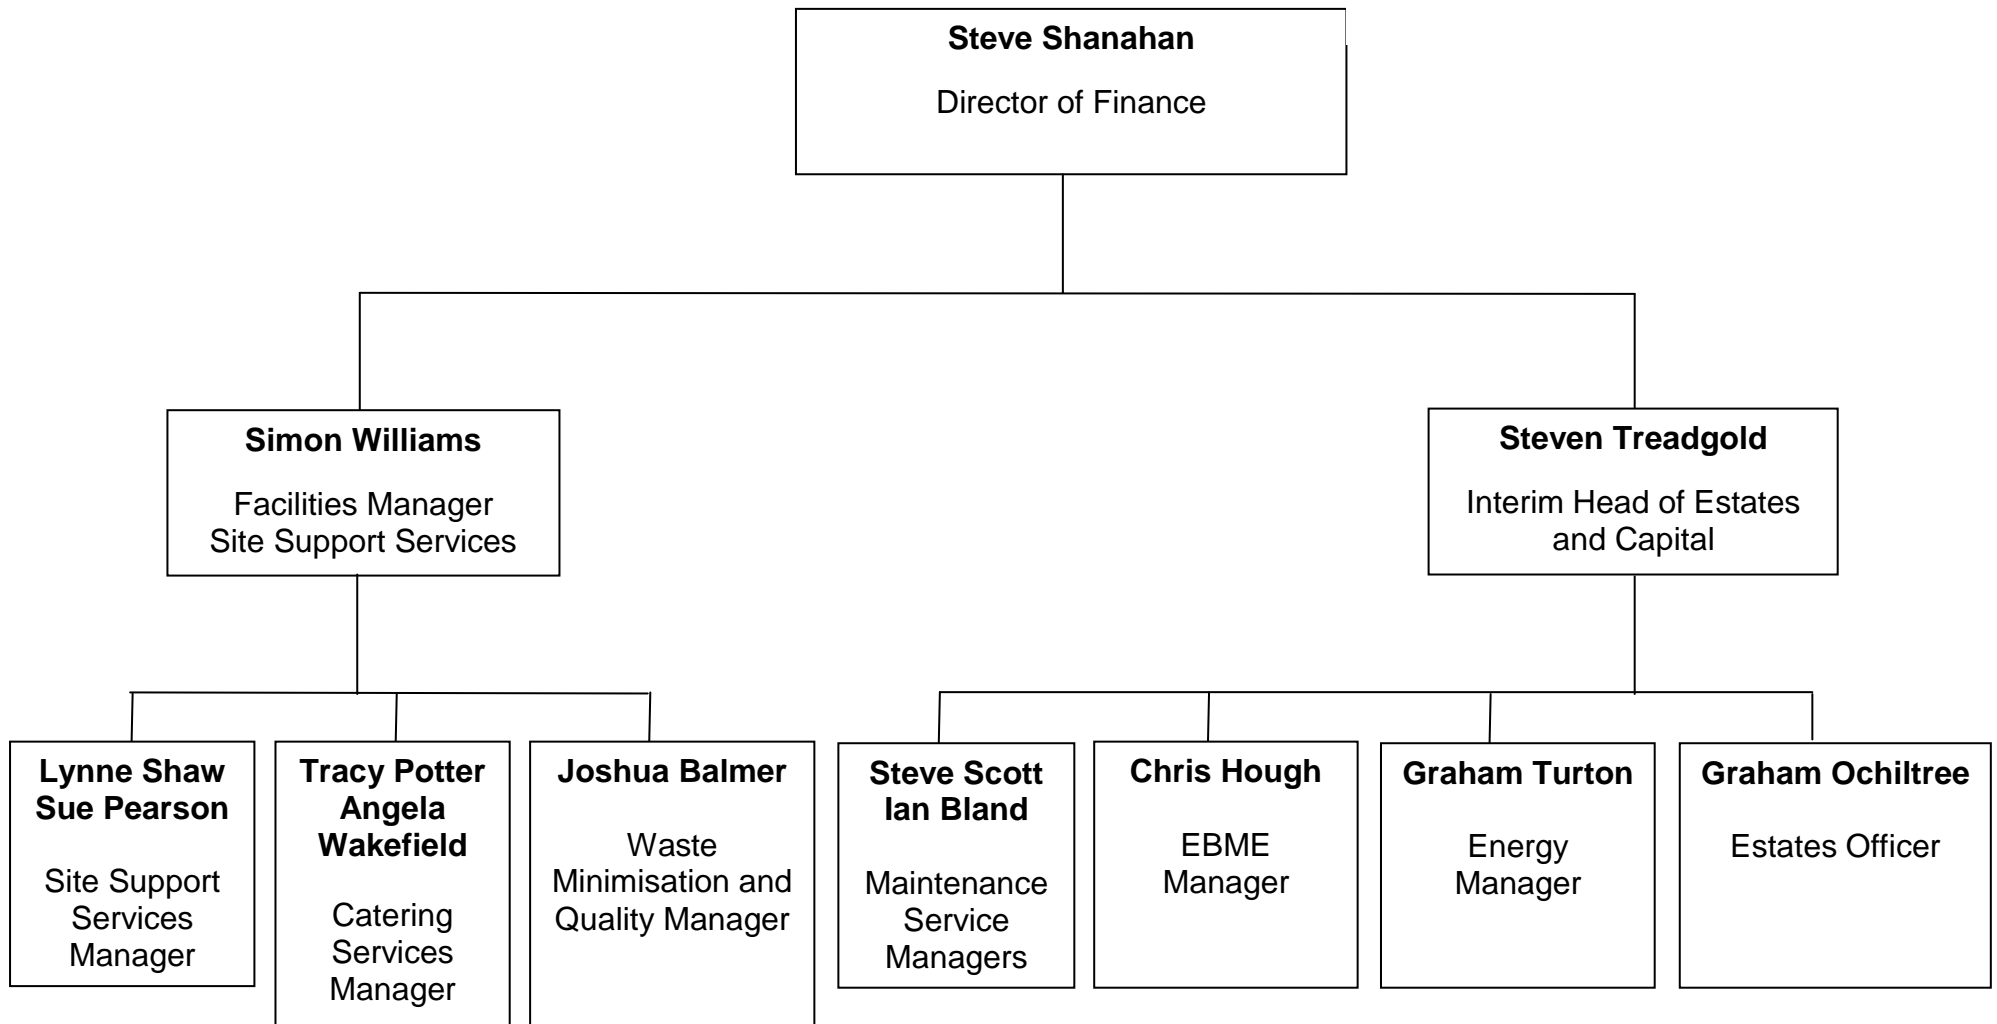 Steve Shanahan
Director of Finance
Simon Williams
Facilities Manager
Site Support Services
Steven Treadgold
Interim Head of Estates
and Capital
Lynne Shaw
Sue Pearson
Site Support
Services
Manager
Tracy Potter
Angela
Wakefield
Catering
Services
Manager
Joshua Balmer
Waste
Minimisation and
Quality Manager
Steve Scott
Ian Bland
Maintenance
Service
Managers
Chris Hough
EBME
Manager
Graham Turton
Energy
Manager
Graham Ochiltree
Estates Officer